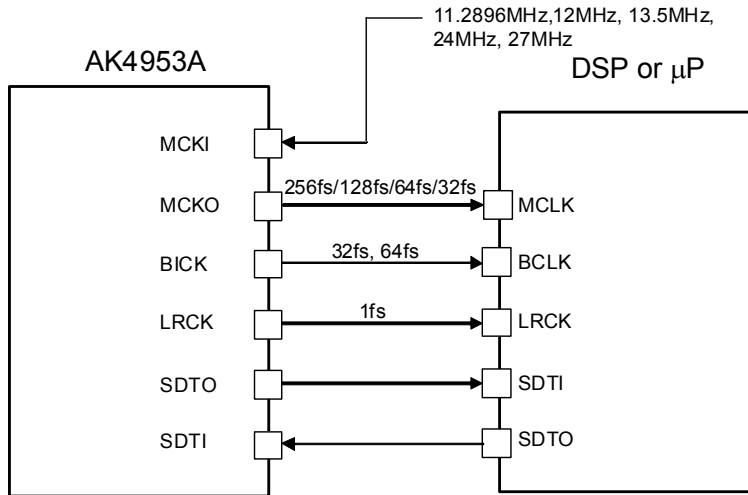 11.2896MHz,12MHz, 13.5MHz,
24MHz, 27MHz
AK4953A
DSP or μP
MCKI
MCKO
256fs/128fs/64fs/32fs
MCLK
BICK
32fs, 64fs
BCLK
LRCK
1fs
LRCK
SDTO
SDTI
SDTI
SDTO